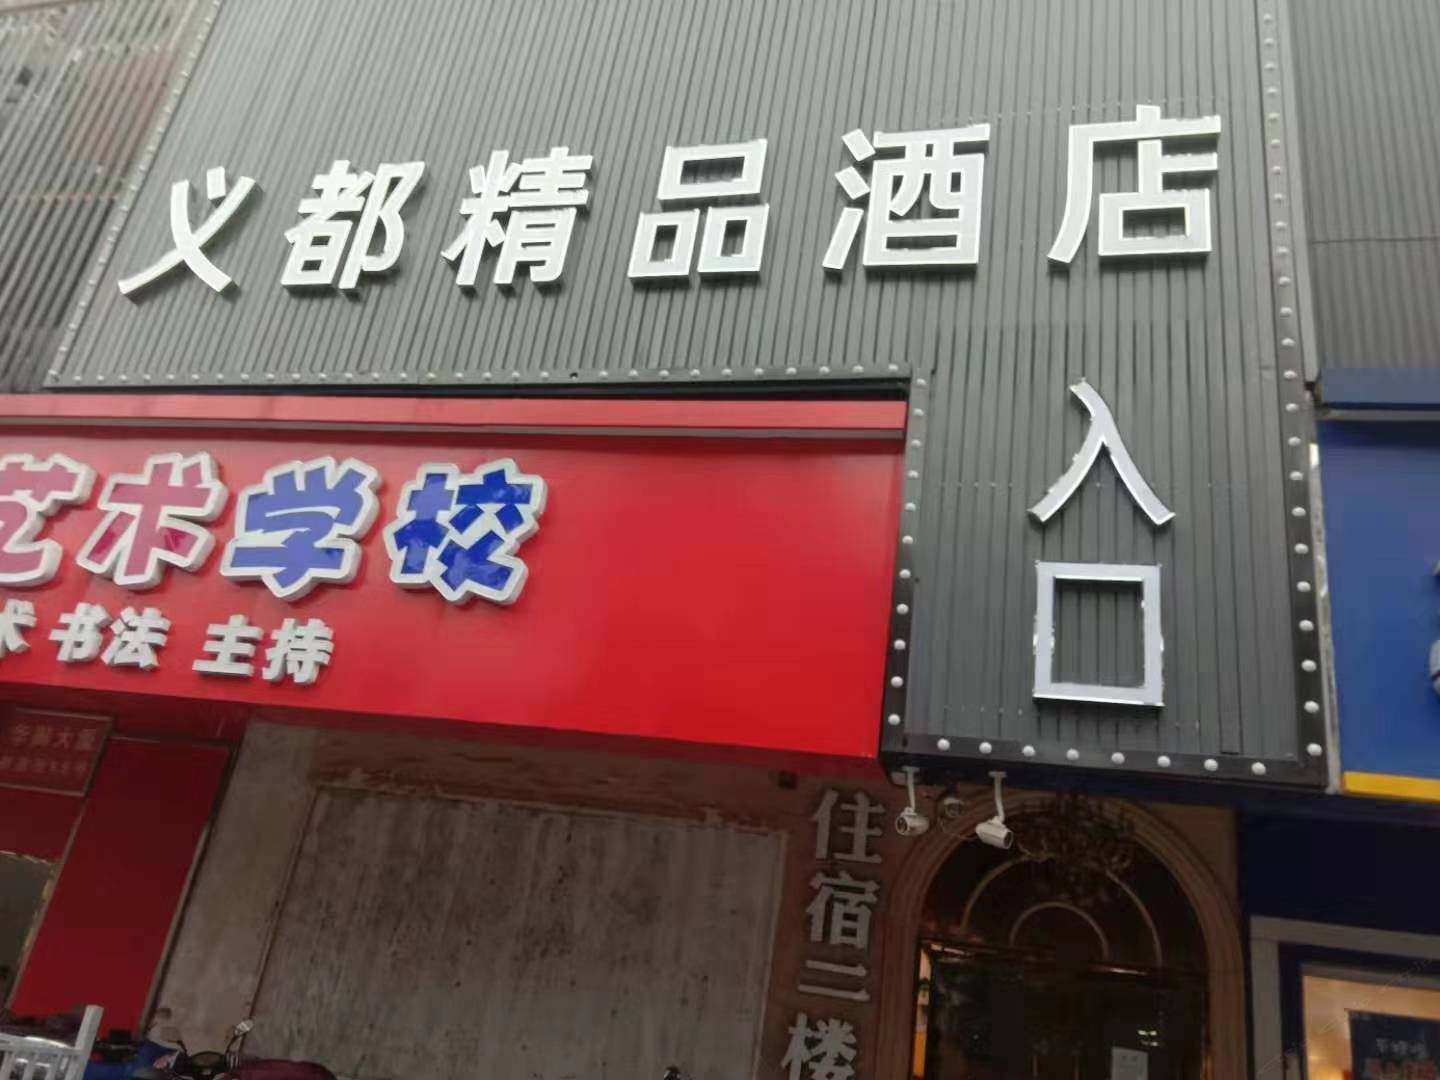 义都精品酒店
入口
艺术学校
术 书法 主持
住宿二楼